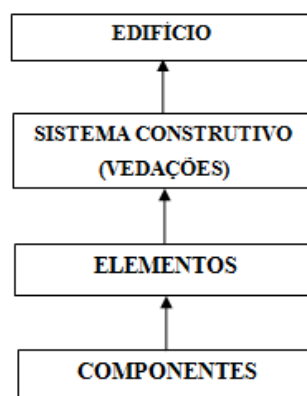 EDIFÍCIO
SISTEMA CONSTRUTIVO
(VEDAÇÕES)
ELEMENTOS
COMPONENTES